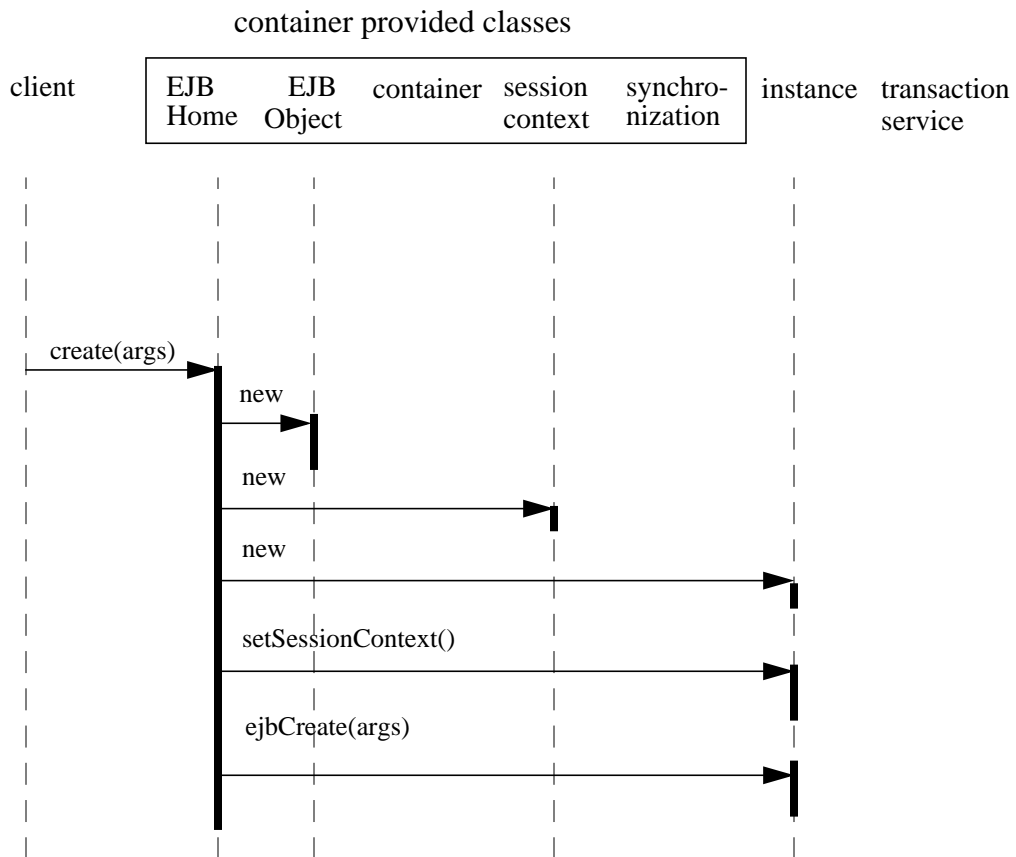 container provided classes
client
EJB
Home
EJB
Object
container
session
context
synchro-
nization
instance
transaction
service
create(args)
new
new
new
setSessionContext()
ejbCreate(args)